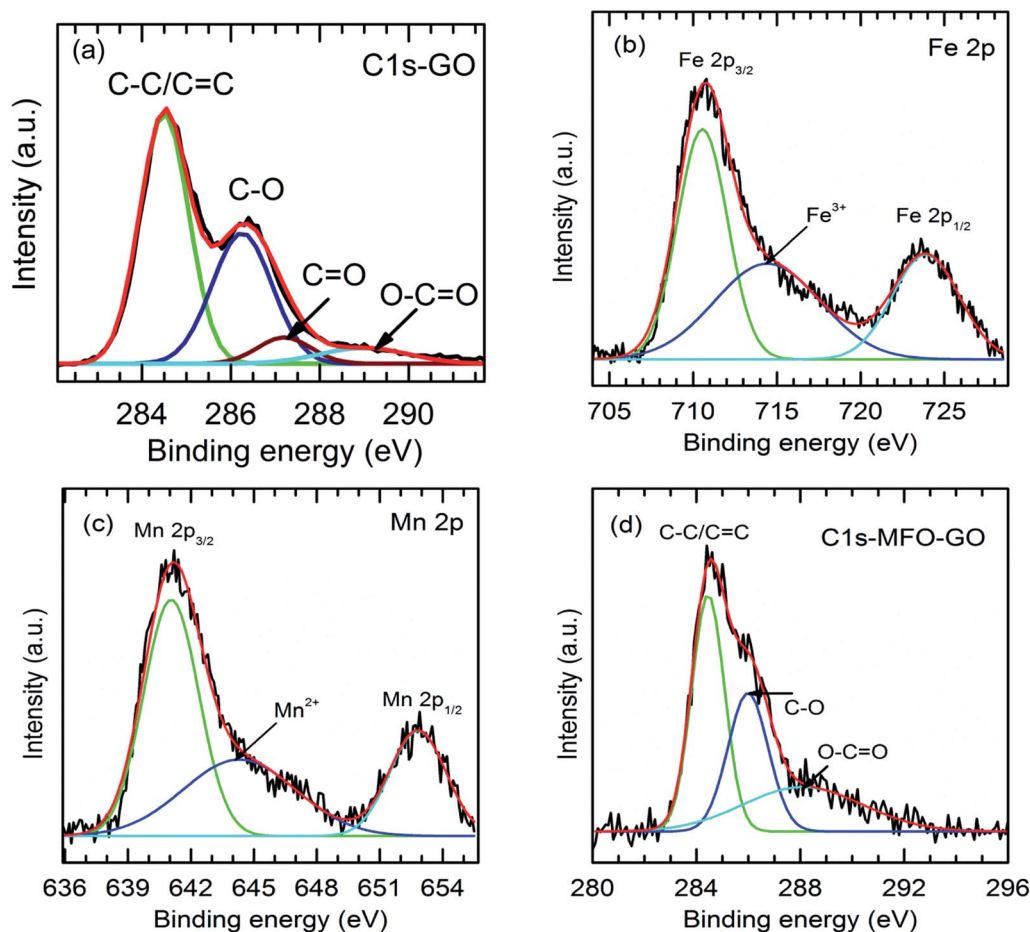 (a)
C1s-GO
C-C/C=C
C-O
C=O
O-C=O
Intensity (a.u.)
284 286 288 290
Binding energy (eV)
(b)
Fe 2p
Fe 2p3/2
Fe3+
Fe 2p1/2
Intensity (a.u.)
705 710 715 720 725
Binding energy (eV)
(c)
Mn 2p
Mn 2p3/2
Mn2+
Mn 2p1/2
Intensity (a.u.)
636 639 642 645 648 651 654
Binding energy (eV)
(d)
C-C/C=C
C1s-MFO-GO
C-O
O-C=O
Intensity (a.u.)
280 284 288 292 296
Binding energy (eV)